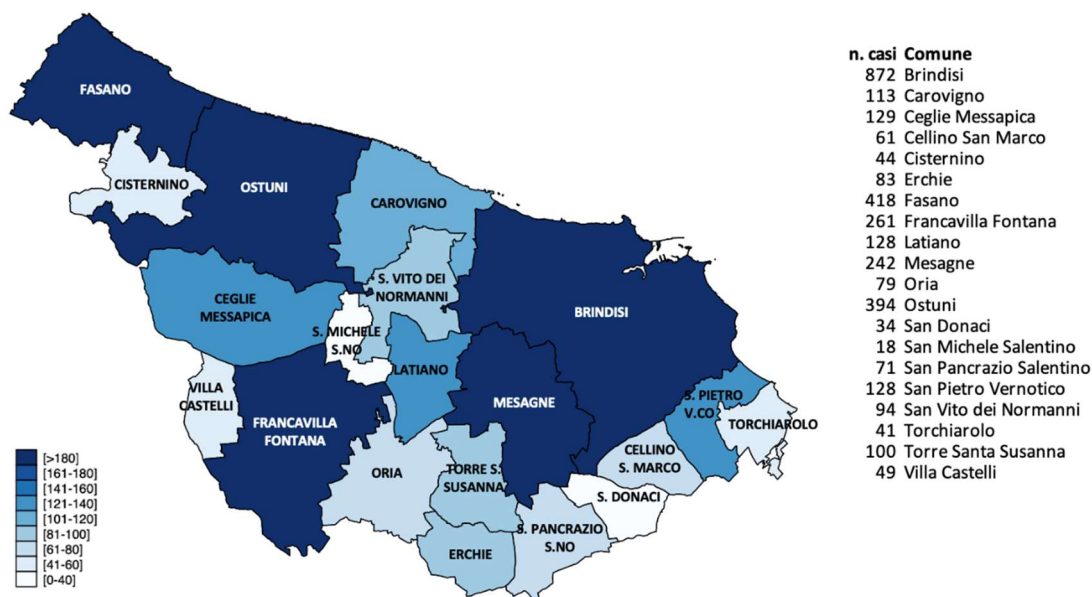 FASANO
CISTERNINO
OSTUNI
CAROVIGNO
S. VITO DEI
NORMANNI
CEGLIE
MESSAPICA
S. MICHELE
S.NO
BRINDISI
LATIANO
VILLA
CASTELLI
FRANCAVILLA
FONTANA
MESAGNE
S. PIETRO
V.CO
TORCHIAROLO
CELLINO
S. MARCO
ORIA
TORRE S.
SUSANNA
S. DONACI
S. PANCRAZIO
S.NO
ERCHIE
[>180]
[161-180]
[141-160]
[121-140]
[101-120]
[81-100]
[61-80]
[41-60]
[0-40]
n. casi Comune
872 Brindisi
113 Carovigno
129 Ceglie Messapica
61 Cellino San Marco
44 Cisternino
83 Erchie
418 Fasano
261 Francavilla Fontana
128 Latiano
242 Mesagne
79 Oria
394 Ostuni
34 San Donaci
18 San Michele Salentino
71 San Pancrazio Salentino
128 San Pietro Vernotico
94 San Vito dei Normanni
41 Torchiarolo
100 Torre Santa Susanna
49 Villa Castelli